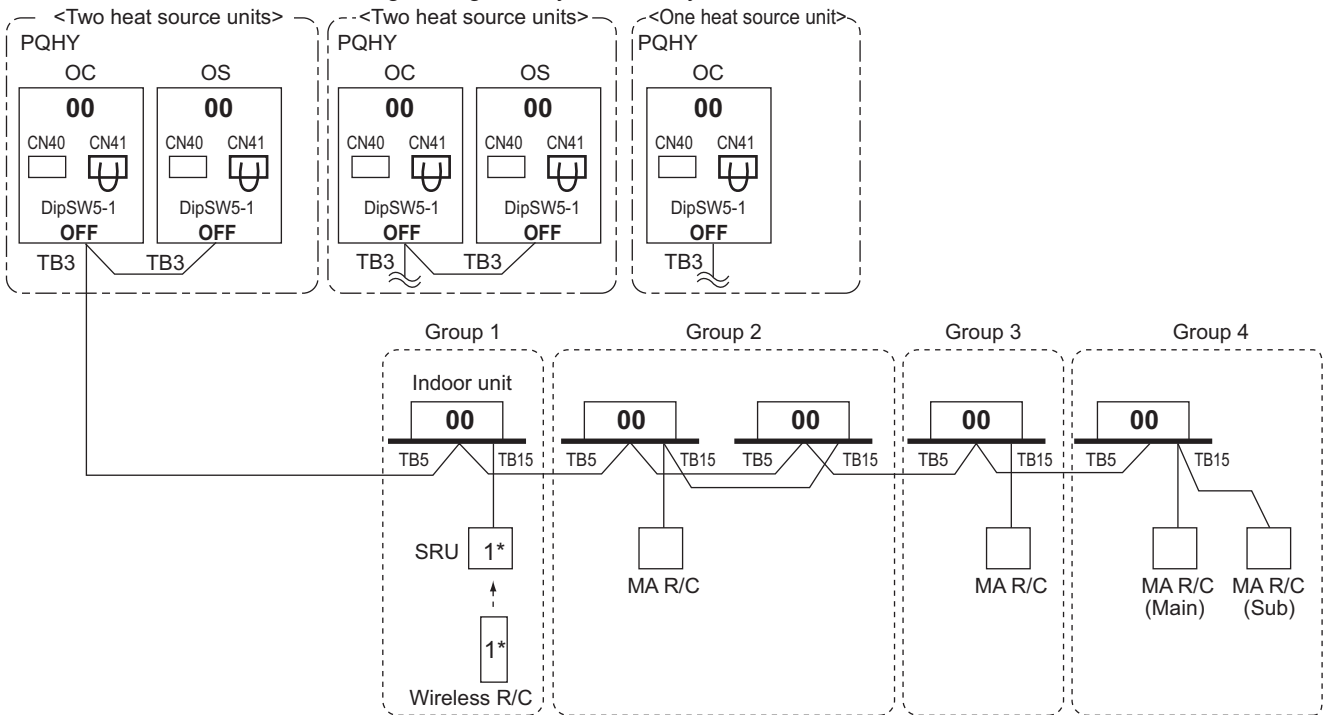 <Two heat source units>
<Two heat source units>
<One heat source unit>
PQHY
PQHY
PQHY
OC
OS
OC
OS
OC
00
00
00
00
00
CN40
CN41
CN40
CN41
CN40
CN41
CN40
CN41
CN40
CN41
DipSW5-1
DipSW5-1
DipSW5-1
DipSW5-1
DipSW5-1
OFF
OFF
OFF
OFF
OFF
TB3
TB3
TB3
TB3
TB3
Group 1
Group 2
Group 3
Group 4
Indoor unit
00
00
00
00
00
TB5
TB15
TB5
TB15
TB5
TB15
TB5
TB15
TB5
TB15
SRU
1*
MA R/C
MA R/C
MA R/C
(Main)
MA R/C
(Sub)
1*
Wireless R/C